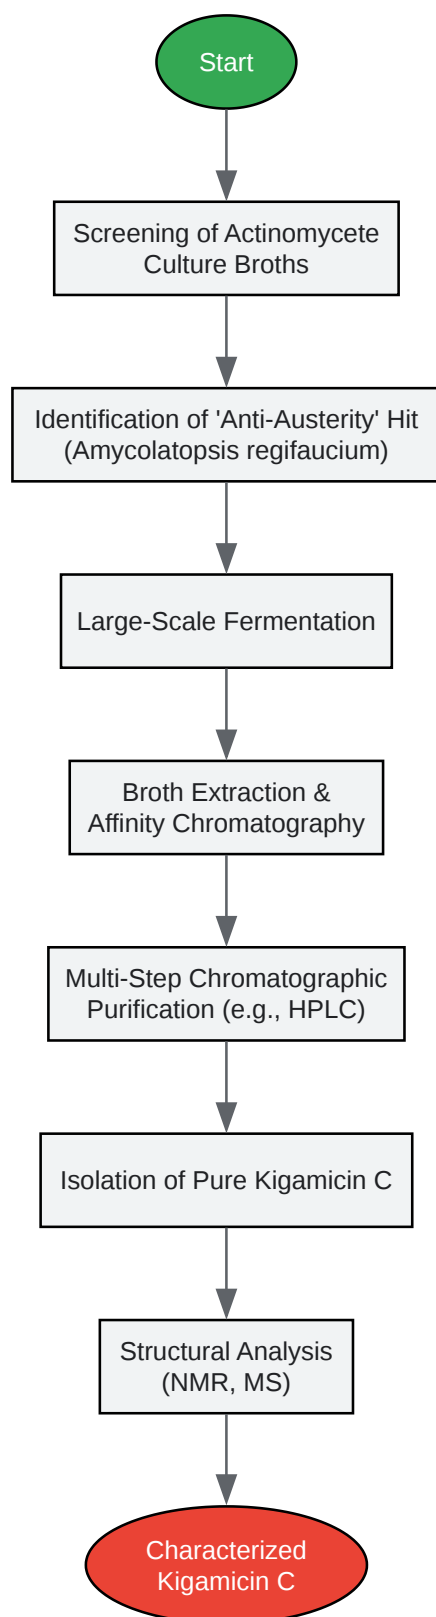 Start
Screening of Actinomycete
Culture Broths
Identification of 'Anti-Austerity' Hit
(Amycolatopsis regifaucium)
Large-Scale Fermentation
Broth Extraction &
Affinity Chromatography
Multi-Step Chromatographic
Purification (e.g., HPLC)
Isolation of Pure Kigamicin C
Structural Analysis
(NMR, MS)
Characterized
Kigamicin C